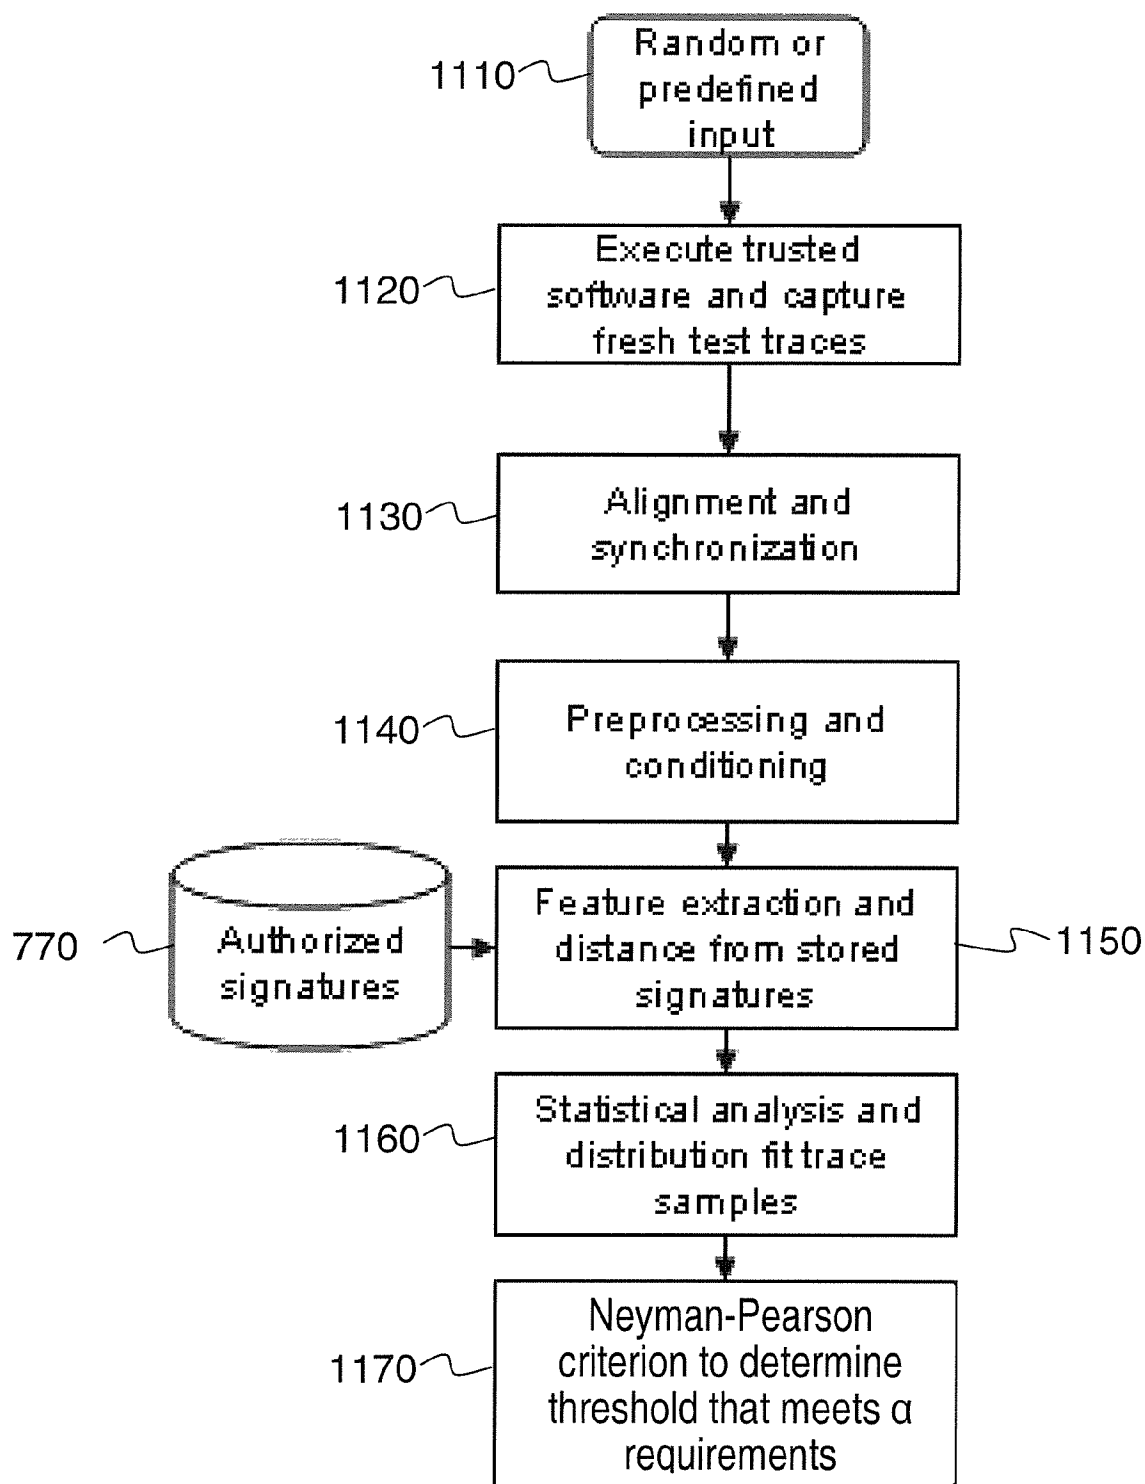 1110
Random or
predefined
input
1120
Execute trusted
software and capture
fresh test traces
1130
Alignment and
synchronization
1140
Preprocessing and
conditioning
770
Authorized
signatures
Feature extraction and
distance from stored
signatures
1150
1160
Statistical analysis and
distribution fit trace
samples
1170
Neyman-Pearson
criterion to determine
threshold that meets α
requirements